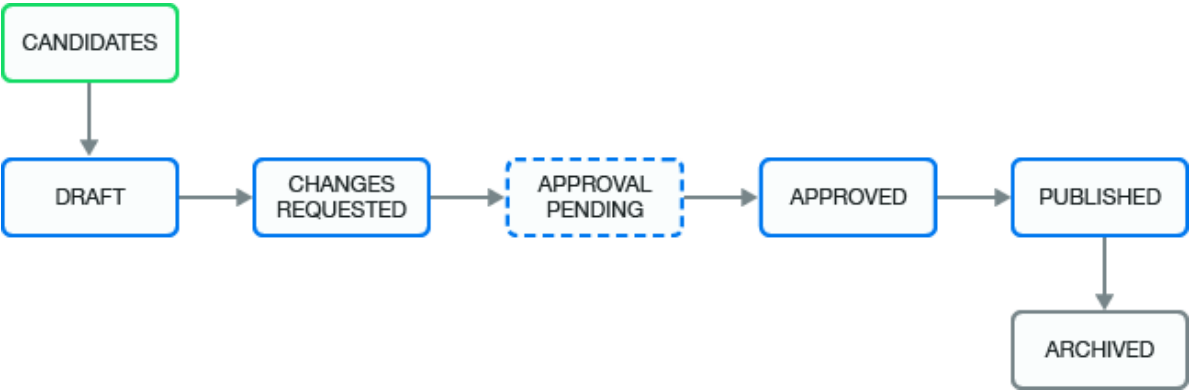 CANDIDATES
DRAFT
CHANGES
REQUESTED
APPROVAL
PENDING
APPROVED
PUBLISHED
ARCHIVED